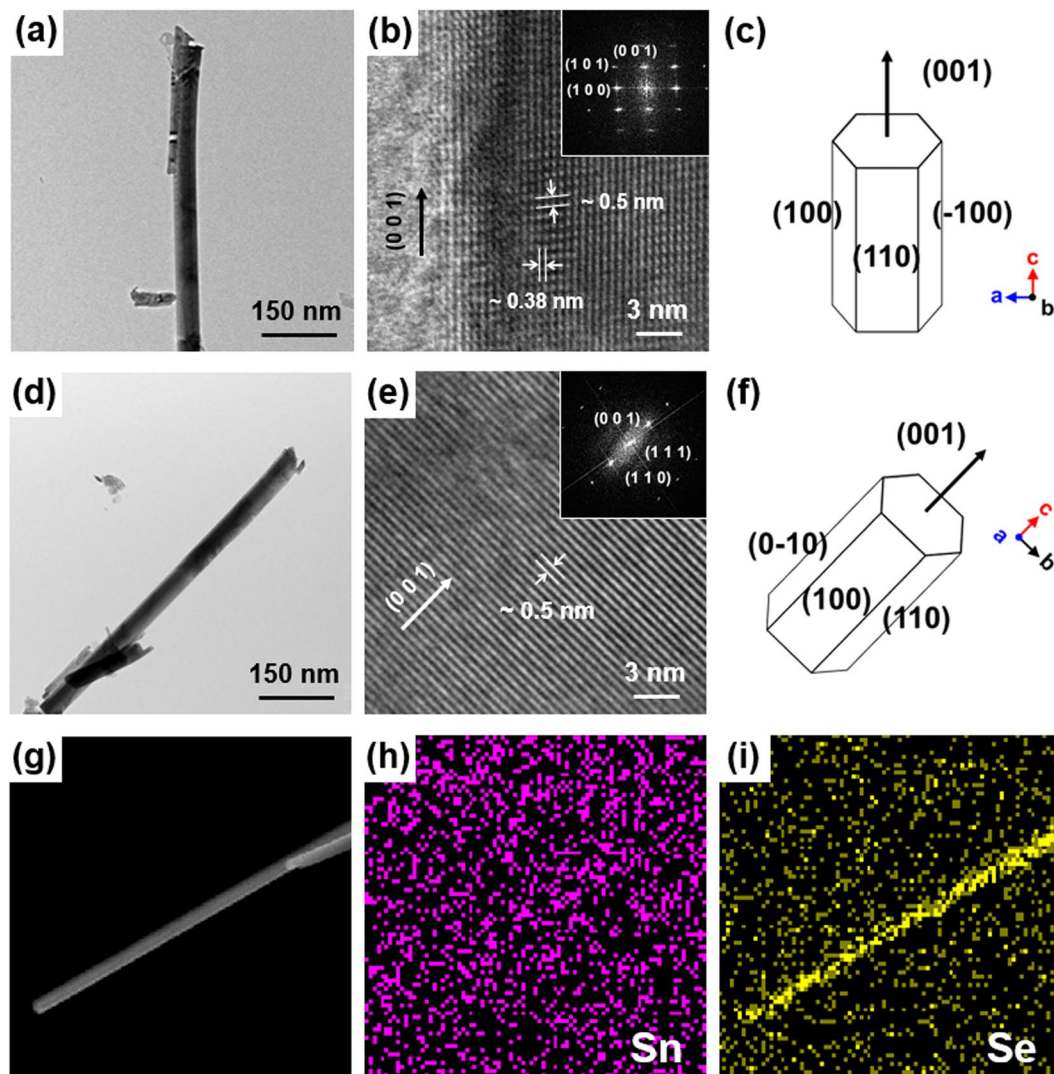 (a)
150 nm
(b)
(0 0 1)
(1 0 1)
(1 0 0)
(0 0 1)
~ 0.5 nm
~ 0.38 nm
3 nm
(c)
(001)
(100)
(110)
(-100)
c
a
b
(d)
150 nm
(e)
(0 0 1)
(1 1 1)
(1 1 0)
(0 0 1)
~ 0.5 nm
3 nm
(f)
(001)
(0-10)
(100)
(110)
c
a
b
(g)
(h)
Sn
(i)
Se